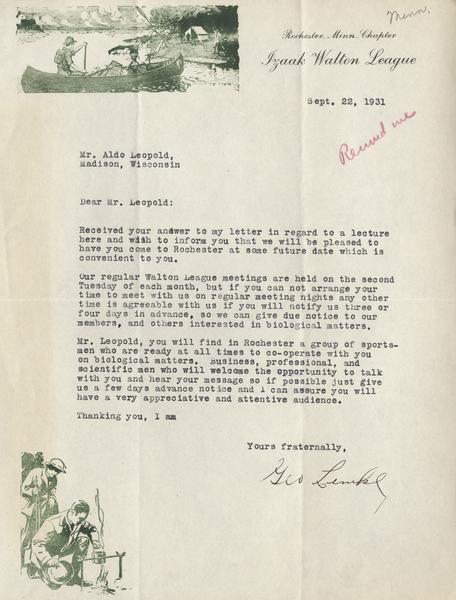 Minn.
Rochester, Minn. Chapter
Izaak Walton League
Sept. 22, 1931
Remind me
Mr. Aldo Leopold,
Madison, Wisconsin
Dear Mr. Leopold:
Received your answer to my letter in regard to a lecture
here and wish to inform you that we will be pleased to
have you come to Rochester at some future date which is
convenient to you.
Our regular Walton League meetings are held on the second
Tuesday of each month, but if you can not arrange your
time to meet with us on regular meeting nights any other
time is agreeable with us if you will notify us three or
four days in advance, so we can give due notice to our
members, and others interested in biological matters.
Mr. Leopold, you will find in Rochester a group of sports-
men who are ready at all times to co-operate with you
on biological matters. Business, professional, and
scientific men who will welcome the opportunity to talk
with you and hear your message so if possible just give
us a few days advance notice and I can assure you will
have a very appreciative and attentive audience.
Thanking you, I am
Yours fraternally,
Geo Lemke